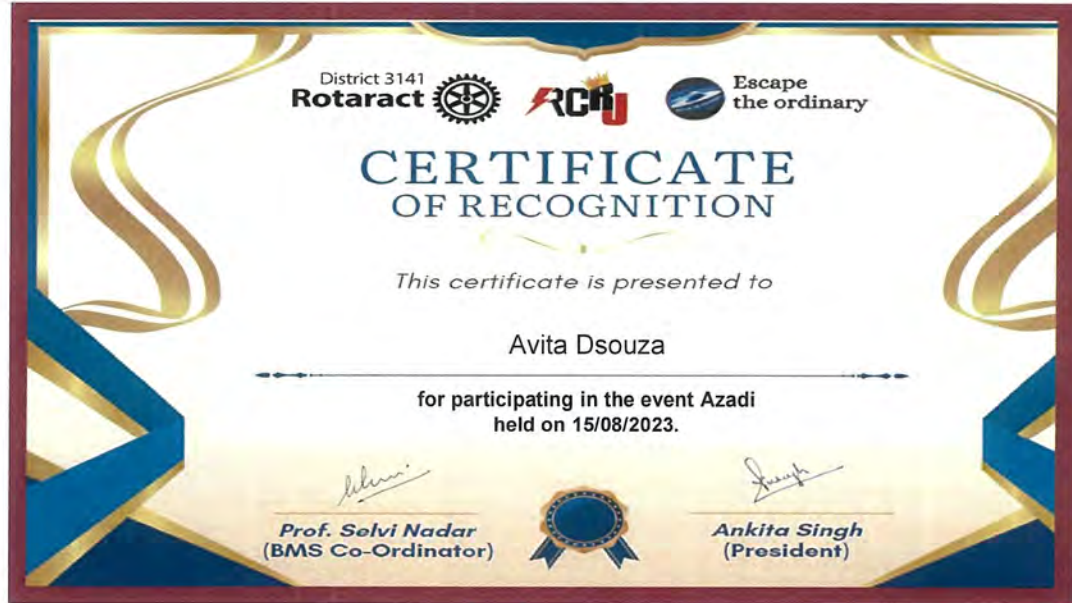 District 3141
Rotaract
RCRJ
Escape
the ordinary
CERTIFICATE
OF RECOGNITION
This certificate is presented to
Avita Dsouza
for participating in the event Azadi
held on 15/08/2023.
Prof. Selvi Nadar
(BMS Co-Ordinator)
Ankita Singh
(President)